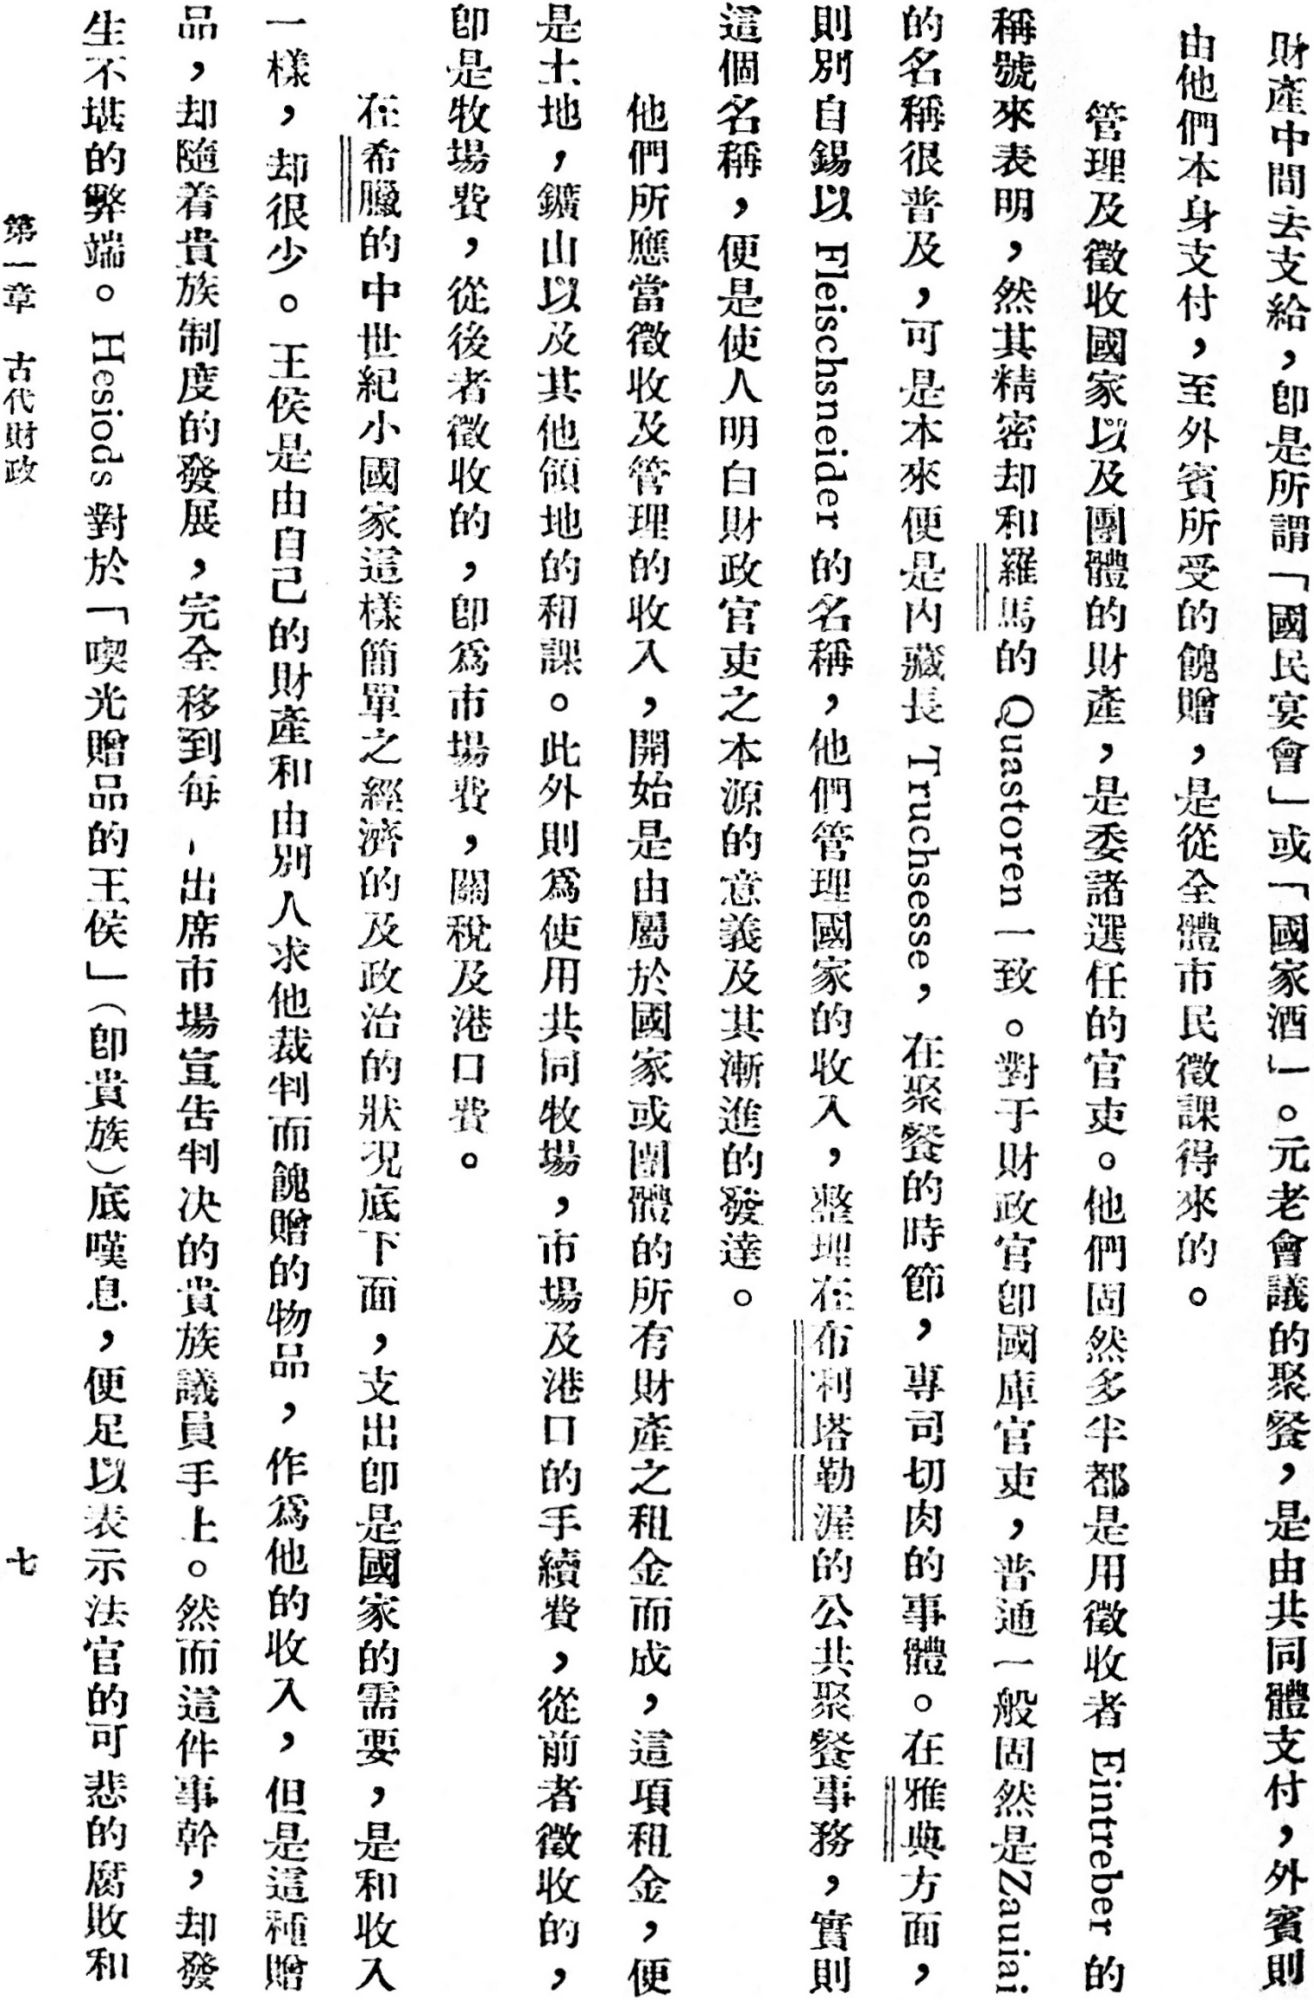 財產中間去支給，卽是所謂「國民宴會」或「國家酒」。元老會議的聚餐，是由共同體支付，外賓則
由他們本身支付，至外賓所受的餽贈，是從全體市民徵課得來的。
管理及徵收國家以及團體的財產，是委諸選任的官吏。他們固然多半都是用徵收者 Eintreber 的
稱號來表明，然其精密却和羅馬的 Quastoren 一致。對于財政官卽國庫官吏，普通一般固然是Zauiai
的名稱很普及，可是本來便是內藏長 Truchsesse，在聚餐的時節，專司切肉的事體。在雅典方面，
則別自錫以 Fleischsneider 的名稱，他們管理國家的收入，整理在布利塔勒渥的公共聚餐事務，實則
這個名稱，便是使人明白財政官吏之本源的意義及其漸進的發達。
他們所應當徵收及管理的收入，開始是由屬於國家或團體的所有財產之租金而成，這項租金，便
是土地，鑛山以及其他領地的租課。此外則爲使用共同牧場，市場及港口的手續費，從前者徵收的，
卽是牧場費，從後者徵收的，卽爲市場費，關稅及港口費。
在希臘的中世紀小國家這樣簡單之經濟的及政治的狀況底下面，支出卽是國家的需要，是和收入
一樣，却很少。王侯是由自己的財產和由別人求他裁判而餽贈的物品，作爲他的收入，但是這種贈
品，却隨着貴族制度的發展，完全移到每一出席市場宣告判決的貴族議員手上。然而這件事幹，却發
生不堪的弊端。Hesiods 對於「喫光贈品的王侯」（卽貴族）底嘆息，便足以表示法官的可悲的腐敗和
第一章　古代財政
七